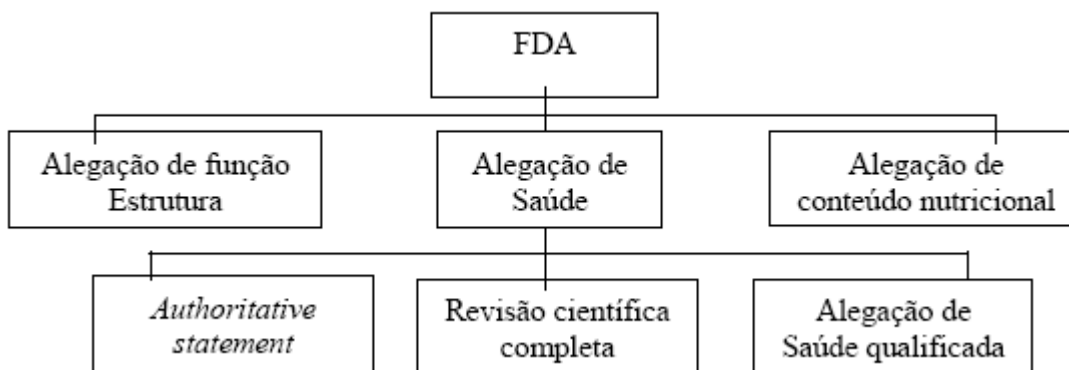 FDA
Alegação de função
Estrutura
Alegação de
Saúde
Alegação de
conteúdo nutricional
Authoritative
statement
Revisão científica
completa
Alegação de
Saúde qualificada